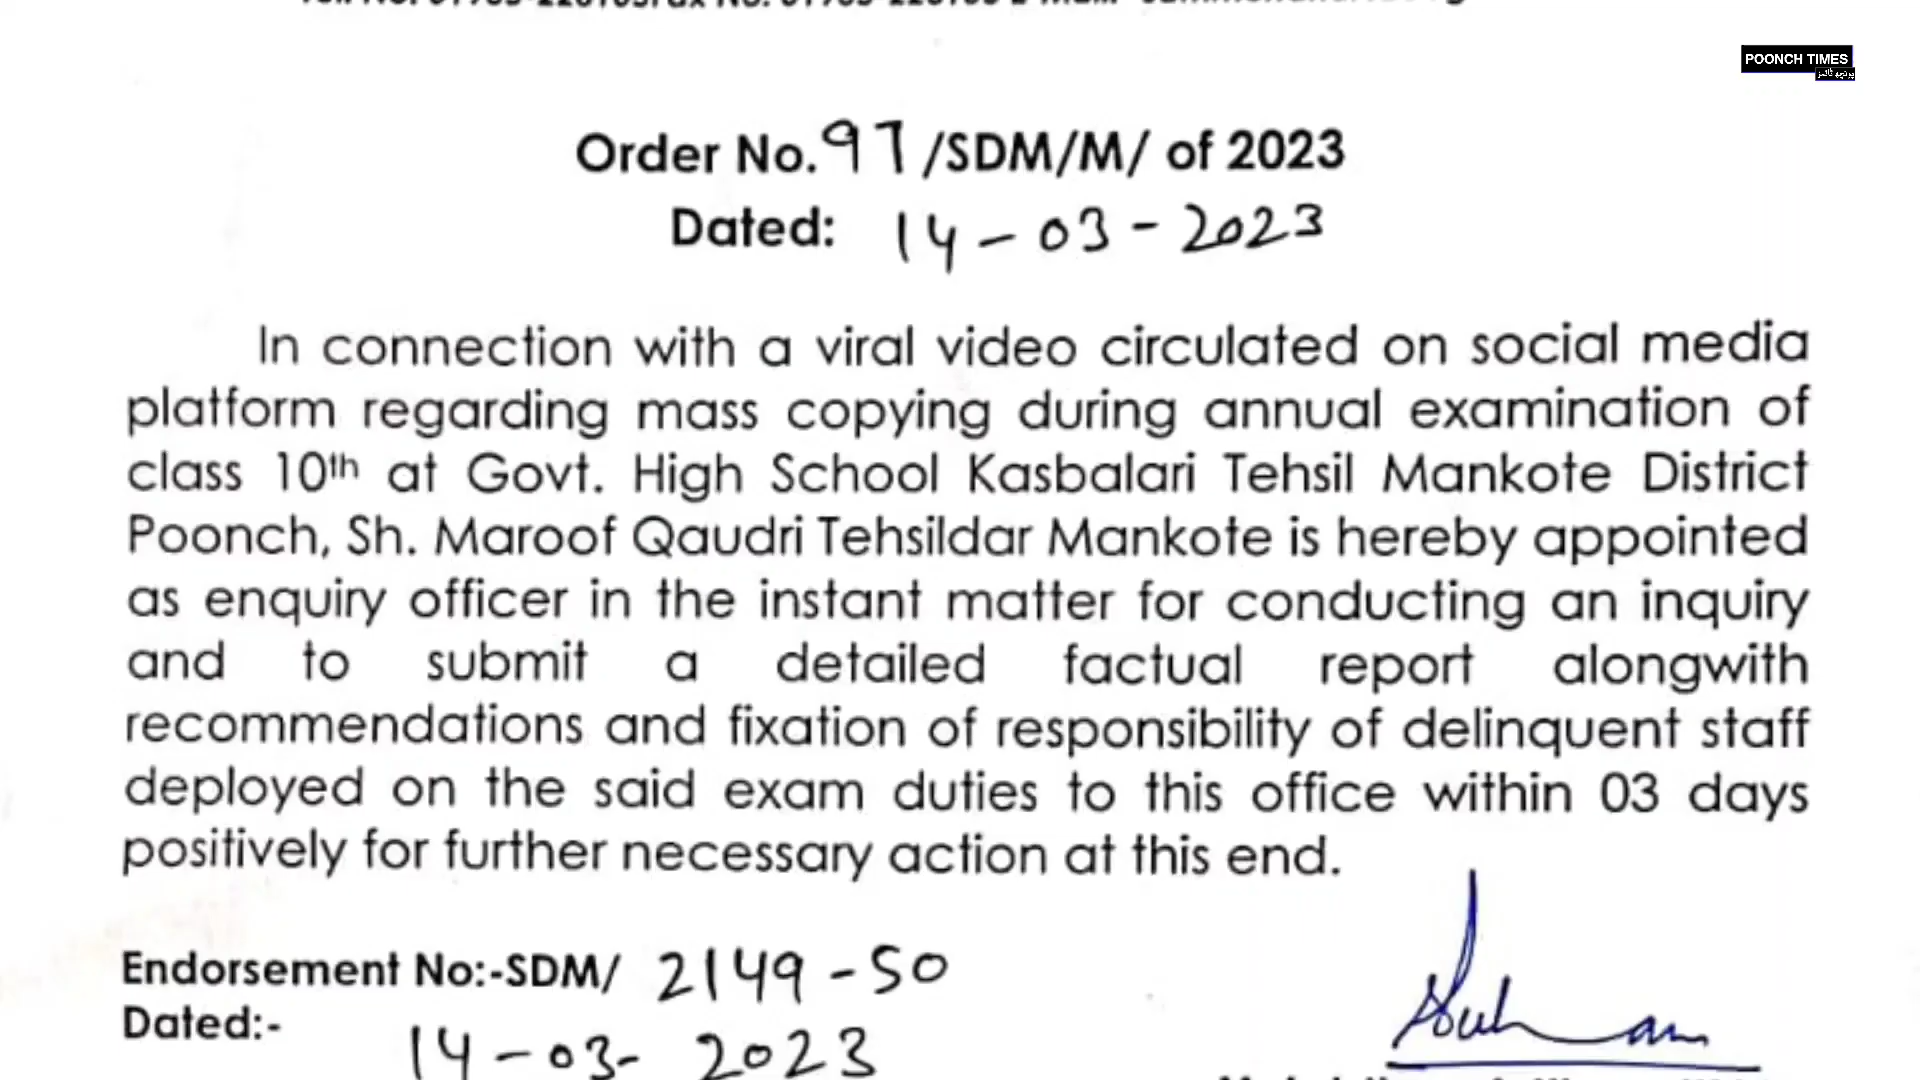 POONCH TIMES
پونچھ ٹائمز
Order No. 97 /SDM/M/ of 2023
Dated: 14-03-2023
In connection with a viral video circulated on social media
platform regarding mass copying during annual examination of
class 10th at Govt. High School Kasbalari Tehsil Mankote District
Poonch, Sh. Maroof Qaudri Tehsildar Mankote is hereby appointed
as enquiry officer in the instant matter for conducting an inquiry
and to submit a detailed factual report alongwith
recommendations and fixation of responsibility of delinquent staff
deployed on the said exam duties to this office within 03 days
positively for further necessary action at this end.
Endorsement No:-SDM/ 2149-50
Dated:-
14-03-2023